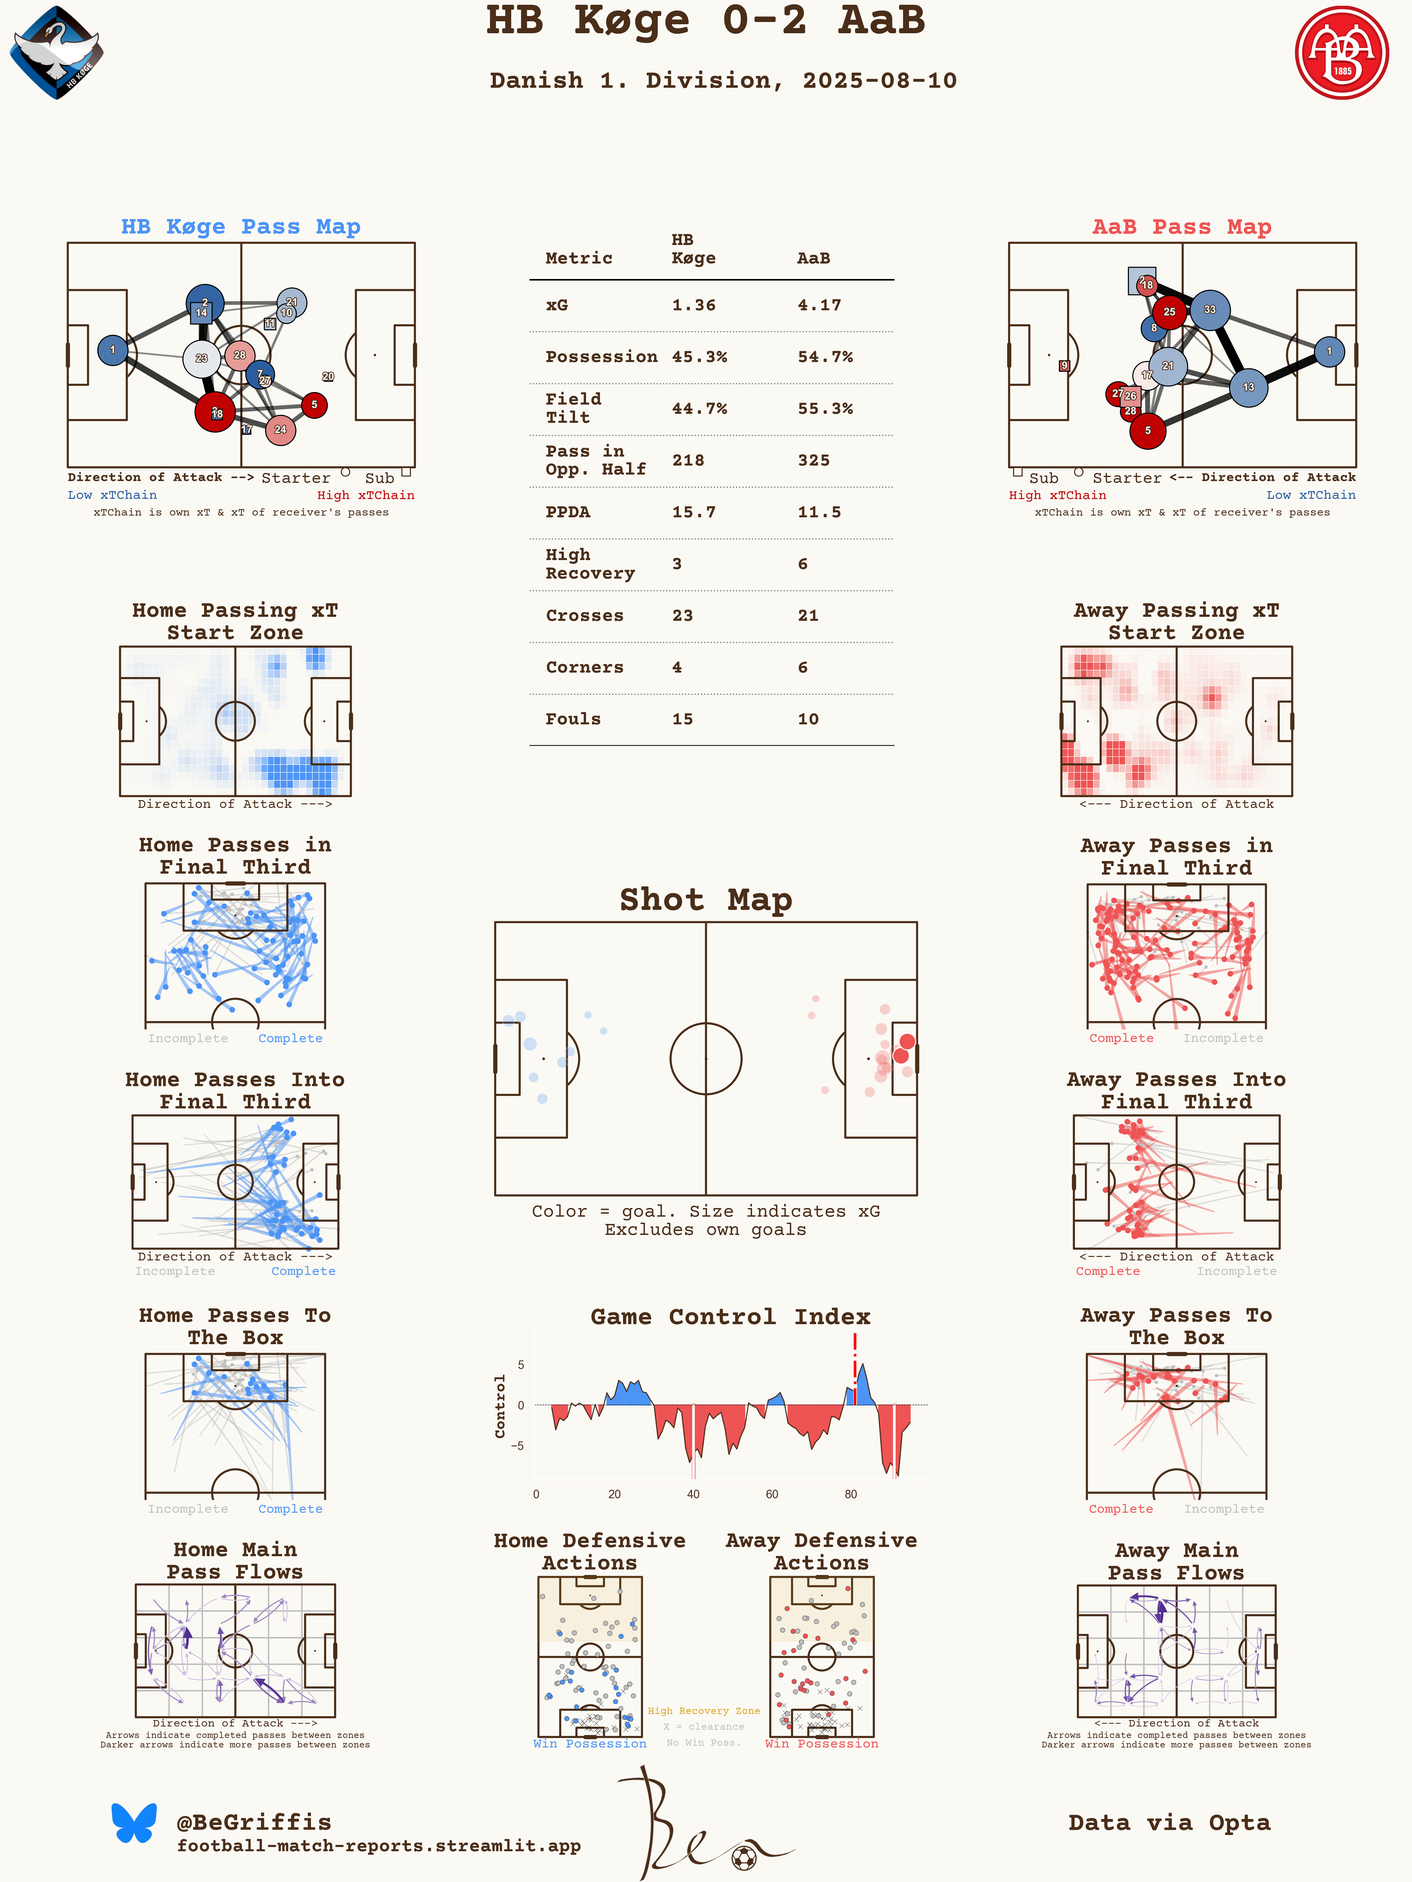 HB Køge 0-2 AaB
Danish 1. Division, 2025-08-10
HB KØGE
1885
HB Køge Pass Map
2
14
21
10
11
1
23
28
7
27
20
18
5
17
24
Direction of Attack --> Starter Sub
Low xTChain High xTChain
xTChain is own xT & xT of receiver's passes
Metric HB Køge AaB
xG 1.36 4.17
Possession 45.3% 54.7%
Field Tilt 44.7% 55.3%
Pass in Opp. Half 218 325
PPDA 15.7 11.5
High Recovery 3 6
Crosses 23 21
Corners 4 6
Fouls 15 10
AaB Pass Map
2
18
25
33
8
1
9
17
21
13
27
26
28
5
Sub Starter <-- Direction of Attack
High xTChain Low xTChain
xTChain is own xT & xT of receiver's passes
Home Passing xT
Start Zone
Direction of Attack --->
Away Passing xT
Start Zone
<--- Direction of Attack
Home Passes in
Final Third
Incomplete Complete
Away Passes in
Final Third
Complete Incomplete
Shot Map
Color = goal. Size indicates xG
Excludes own goals
Home Passes Into
Final Third
Direction of Attack --->
Incomplete Complete
Away Passes Into
Final Third
<--- Direction of Attack
Complete Incomplete
Home Passes To
The Box
Incomplete Complete
Game Control Index
Control
5
0
−5
0 20 40 60 80
Away Passes To
The Box
Complete Incomplete
Home Main
Pass Flows
Direction of Attack --->
Arrows indicate completed passes between zones
Darker arrows indicate more passes between zones
Home Defensive
Actions
Win Possession
Away Defensive
Actions
Win Possession
High Recovery Zone
X = clearance
No Win Poss.
Away Main
Pass Flows
<--- Direction of Attack
Arrows indicate completed passes between zones
Darker arrows indicate more passes between zones
@BeGriffis
football-match-reports.streamlit.app
Ben
Data via Opta